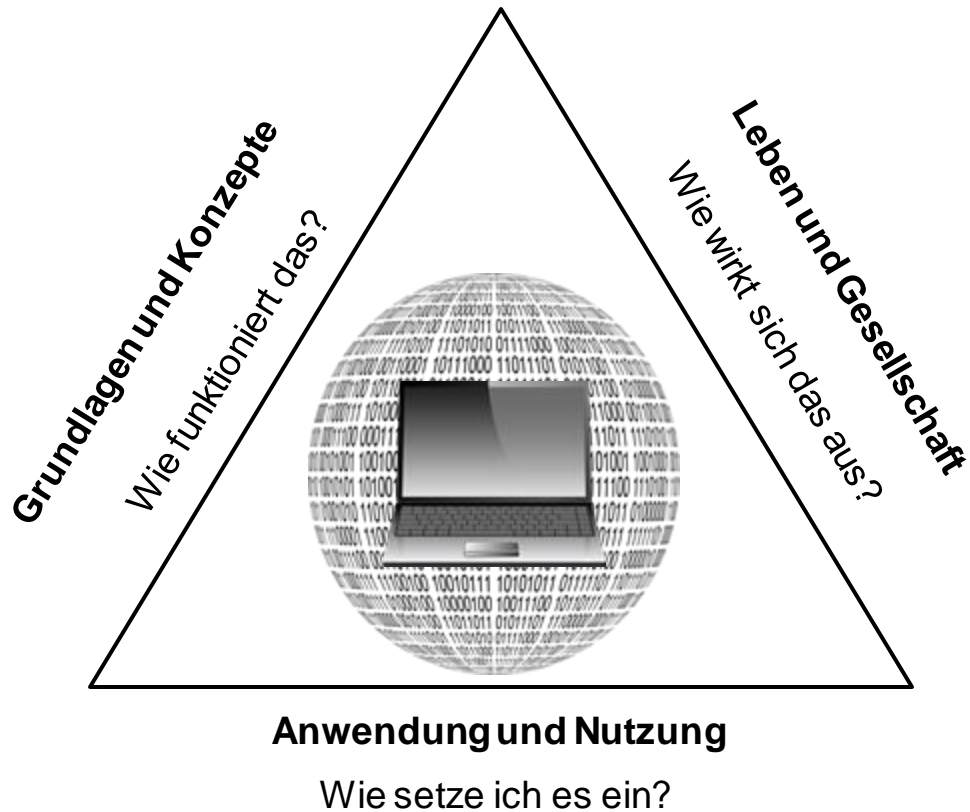 Grundlagen und Konzepte
Wie funktioniert das?
Leben und Gesellschaft
Wie wirkt sich das aus?
Anwendung und Nutzung
Wie setze ich es ein?